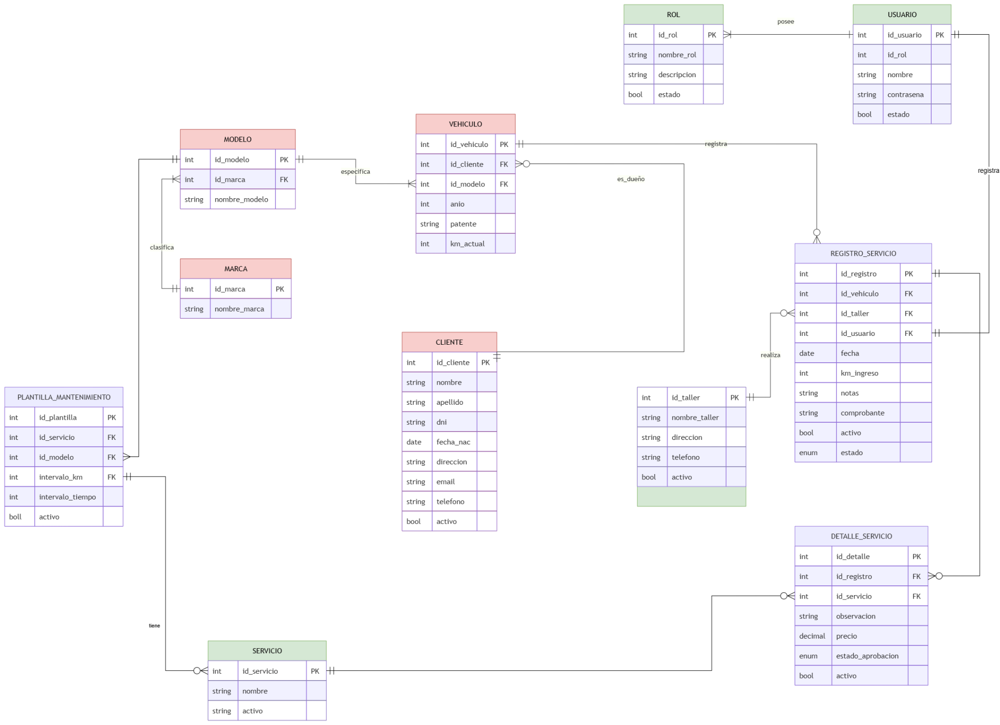 ROL
int id_rol PK
string nombre_rol
string descripcion
bool estado
posee
USUARIO
int id_usuario PK
int id_rol
string nombre
string contrasena
bool estado
MODELO
int id_modelo PK
int id_marca FK
string nombre_modelo
especifica
VEHICULO
int id_vehiculo PK
int id_cliente FK
int id_modelo FK
int anio
string patente
int km_actual
registra
es_dueño
registra
clasifica
MARCA
int id_marca PK
string nombre_marca
REGISTRO_SERVICIO
int id_registro PK
int id_vehiculo FK
int id_taller FK
int id_usuario FK
date fecha
int km_ingreso
string notas
string comprobante
bool activo
enum estado
realiza
CLIENTE
int id_cliente PK
string nombre
string apellido
string dni
date fecha_nac
string direccion
string email
string telefono
bool activo
int id_taller PK
string nombre_taller
string direccion
string telefono
bool activo
PLANTILLA_MANTENIMIENTO
int id_plantilla PK
int id_servicio FK
int id_modelo FK
int intervalo_km FK
int intervalo_tiempo
boll activo
DETALLE_SERVICIO
int id_detalle PK
int id_registro FK
int id_servicio FK
string observacion
decimal precio
enum estado_aprobacion
bool activo
tiene
SERVICIO
int id_servicio PK
string nombre
string activo